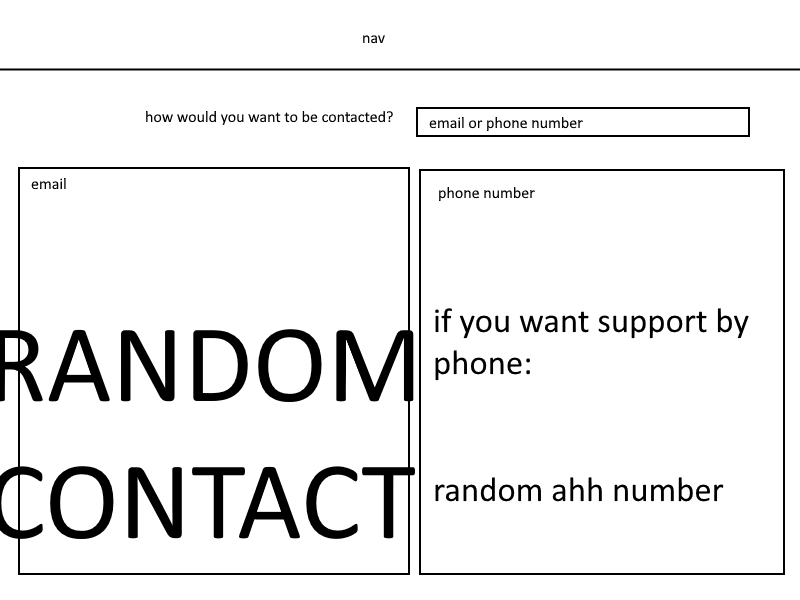 nav
how would you want to be contacted?
email or phone number
email
RANDOM
CONTACT
phone number
if you want support by
phone:
random ahh number